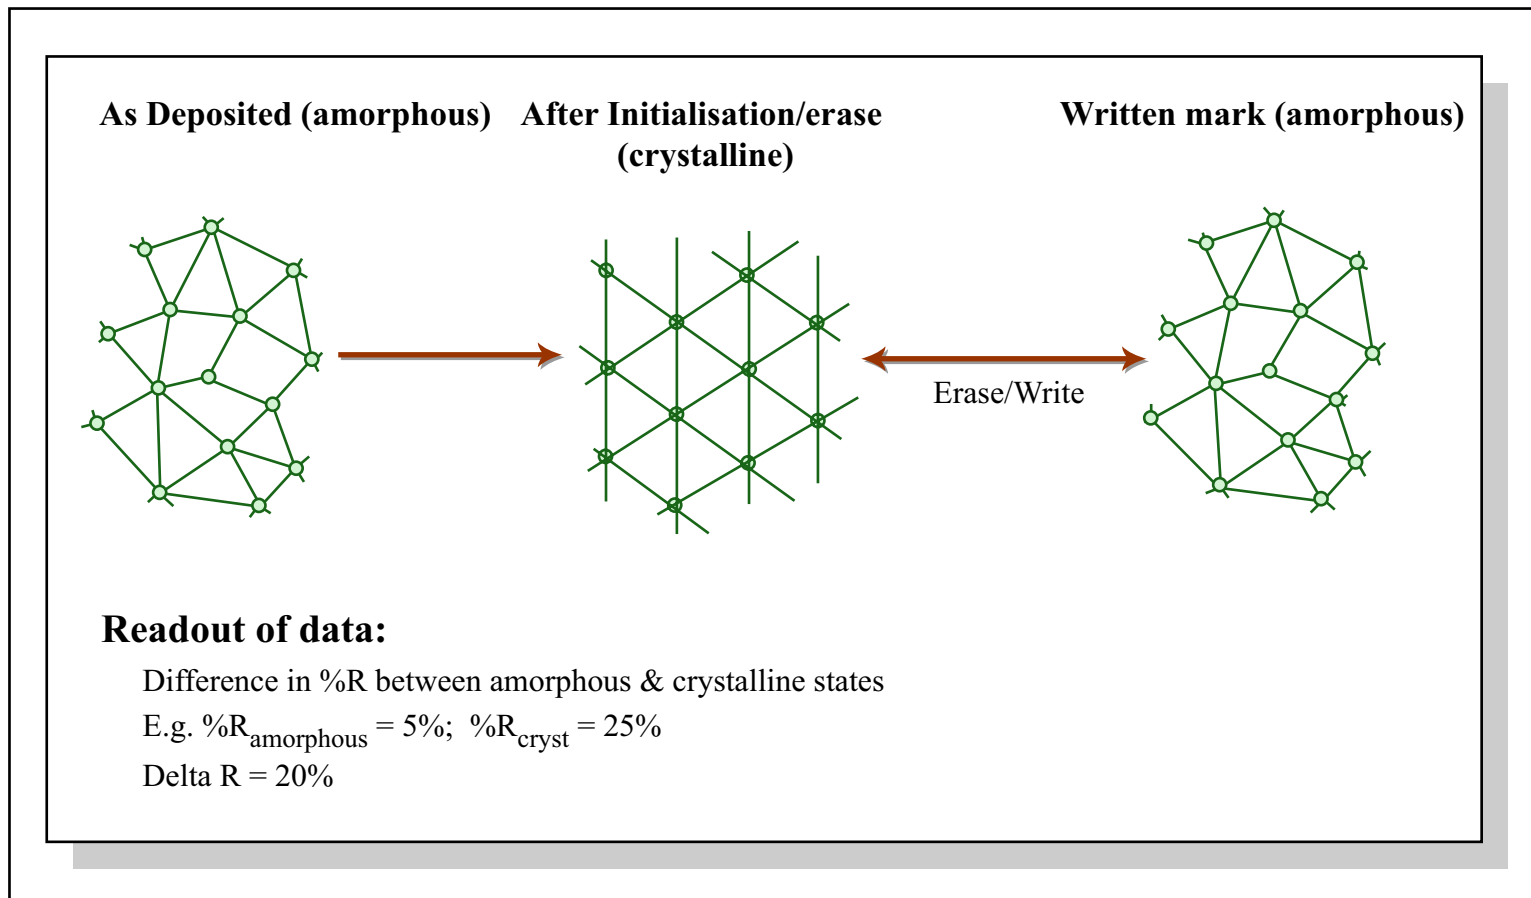 As Deposited (amorphous)
After Initialisation/erase
(crystalline)
Written mark (amorphous)
Erase/Write
Readout of data:
Difference in %R between amorphous & crystalline states
E.g. %Ramorphous = 5%; %Rcryst = 25%
Delta R = 20%